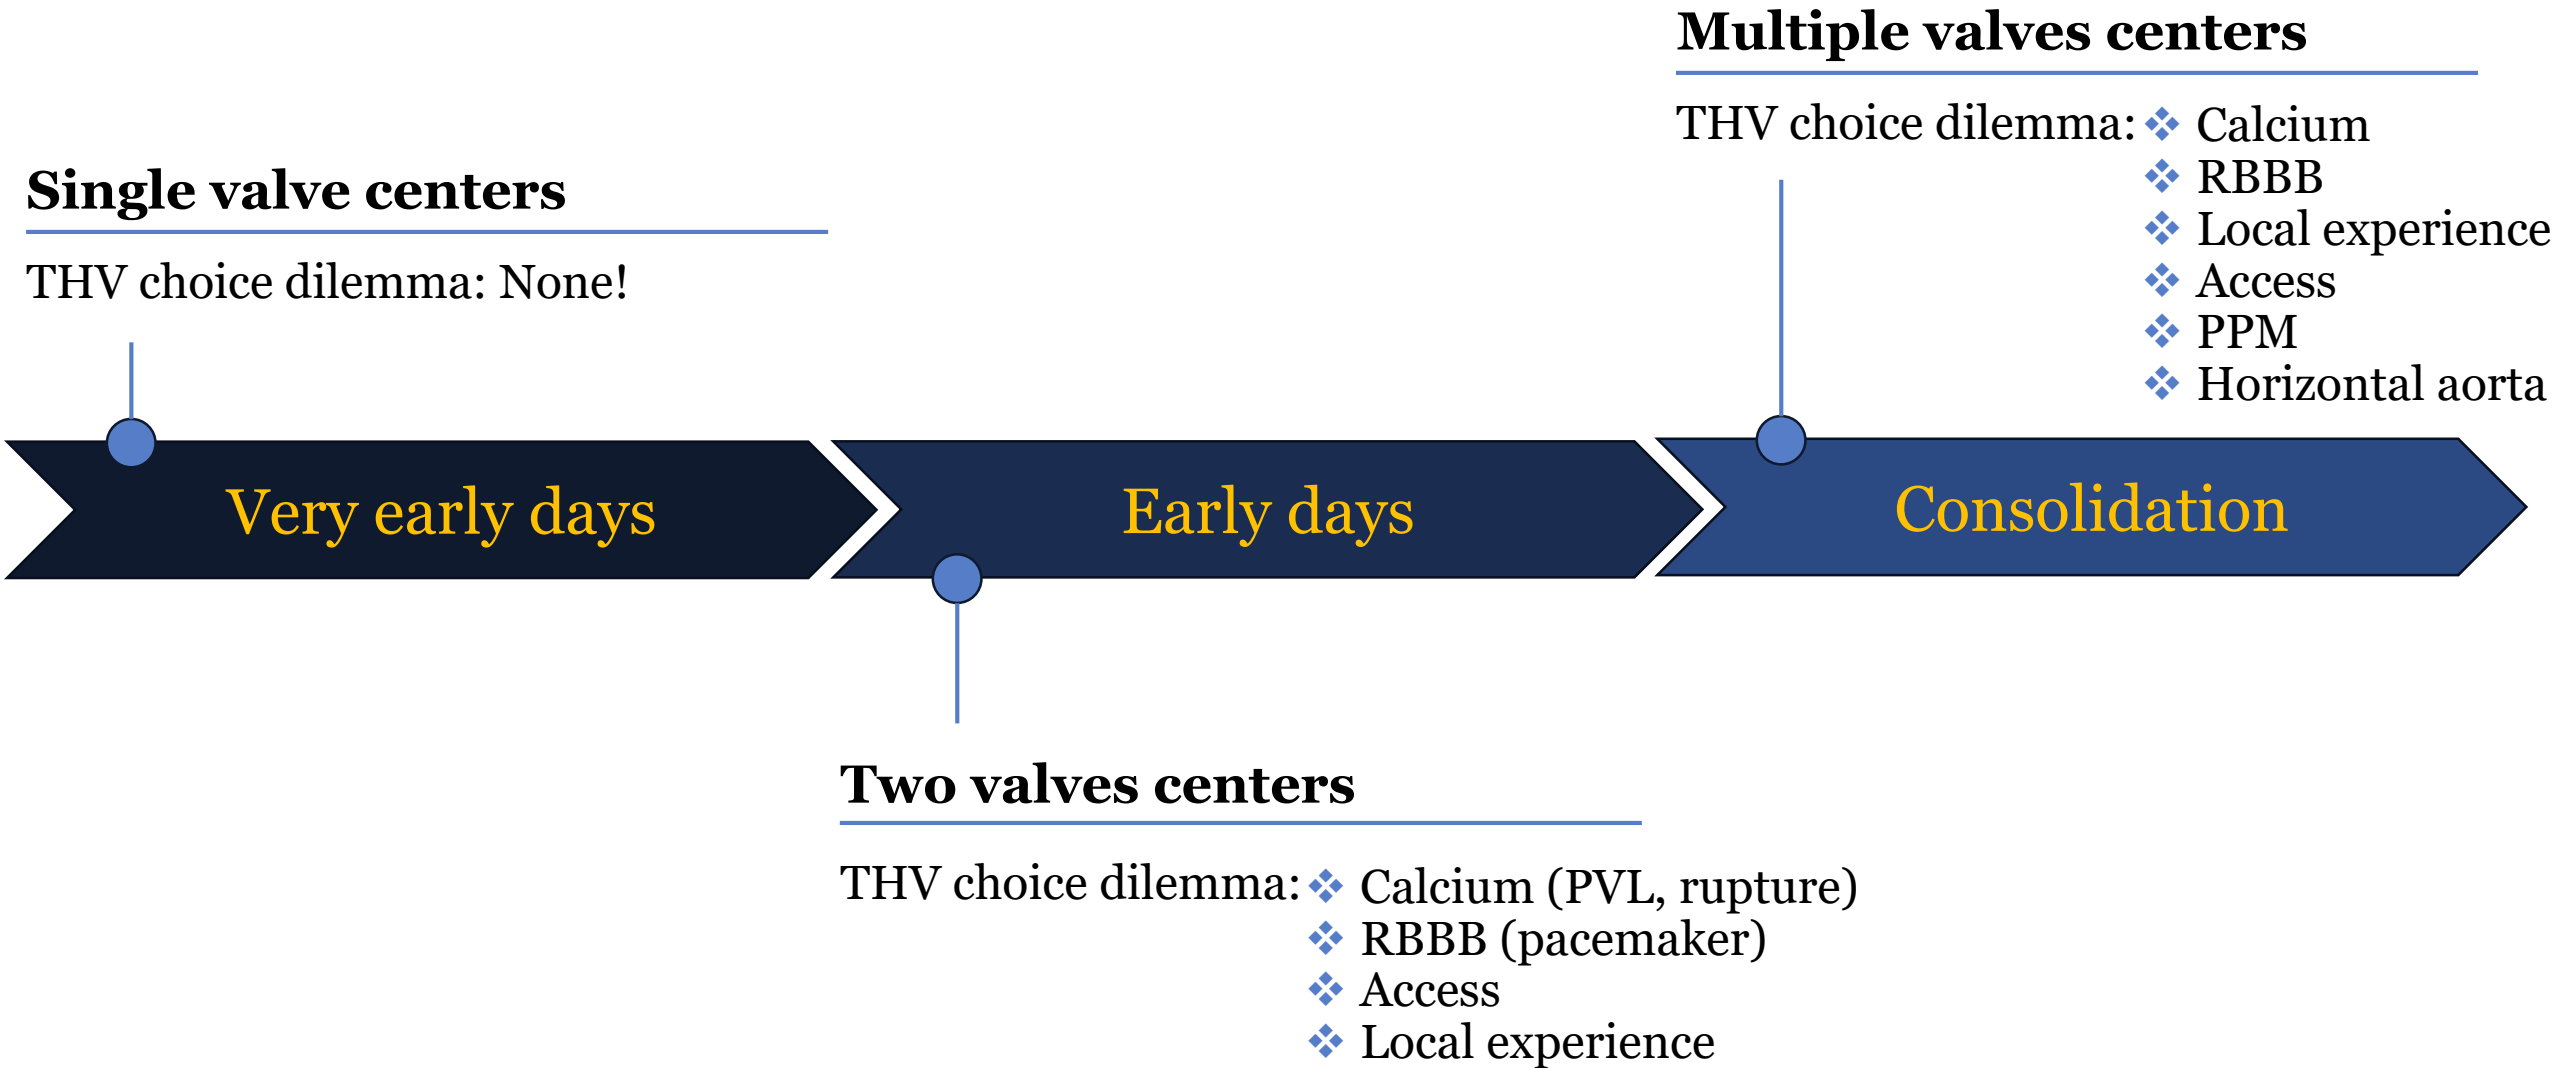 Single valve centers
THV choice dilemma: None!
Very early days
Early days
Two valves centers
THV choice dilemma:
Calcium (PVL, rupture)
RBBB (pacemaker)
Access
Local experience
Multiple valves centers
THV choice dilemma:
Calcium
RBBB
Local experience
Access
PPM
Horizontal aorta
Consolidation